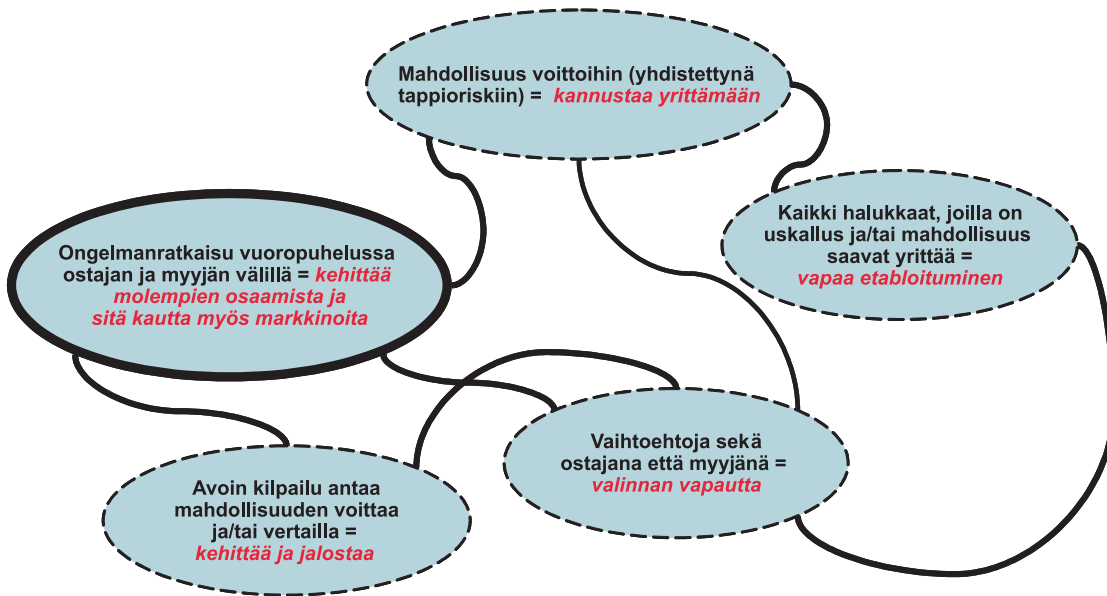 Mahdollisuus voittoihin (yhdistettynä
tappioriskiin) = kannustaa yrittämään
Kaikki halukkaat, joilla on
uskallus ja/tai mahdollisuus
saavat yrittää =
vapaa etabloituminen
Ongelmanratkaisu vuoropuhelussa
ostajan ja myyjän välillä = kehittää
molempien osaamista ja
sitä kautta myös markkinoita
Vaihtoehtoja sekä
ostajana että myyjänä =
valinnan vapautta
Avoin kilpailu antaa
mahdollisuuden voittaa
ja/tai vertailla =
kehittää ja jalostaa